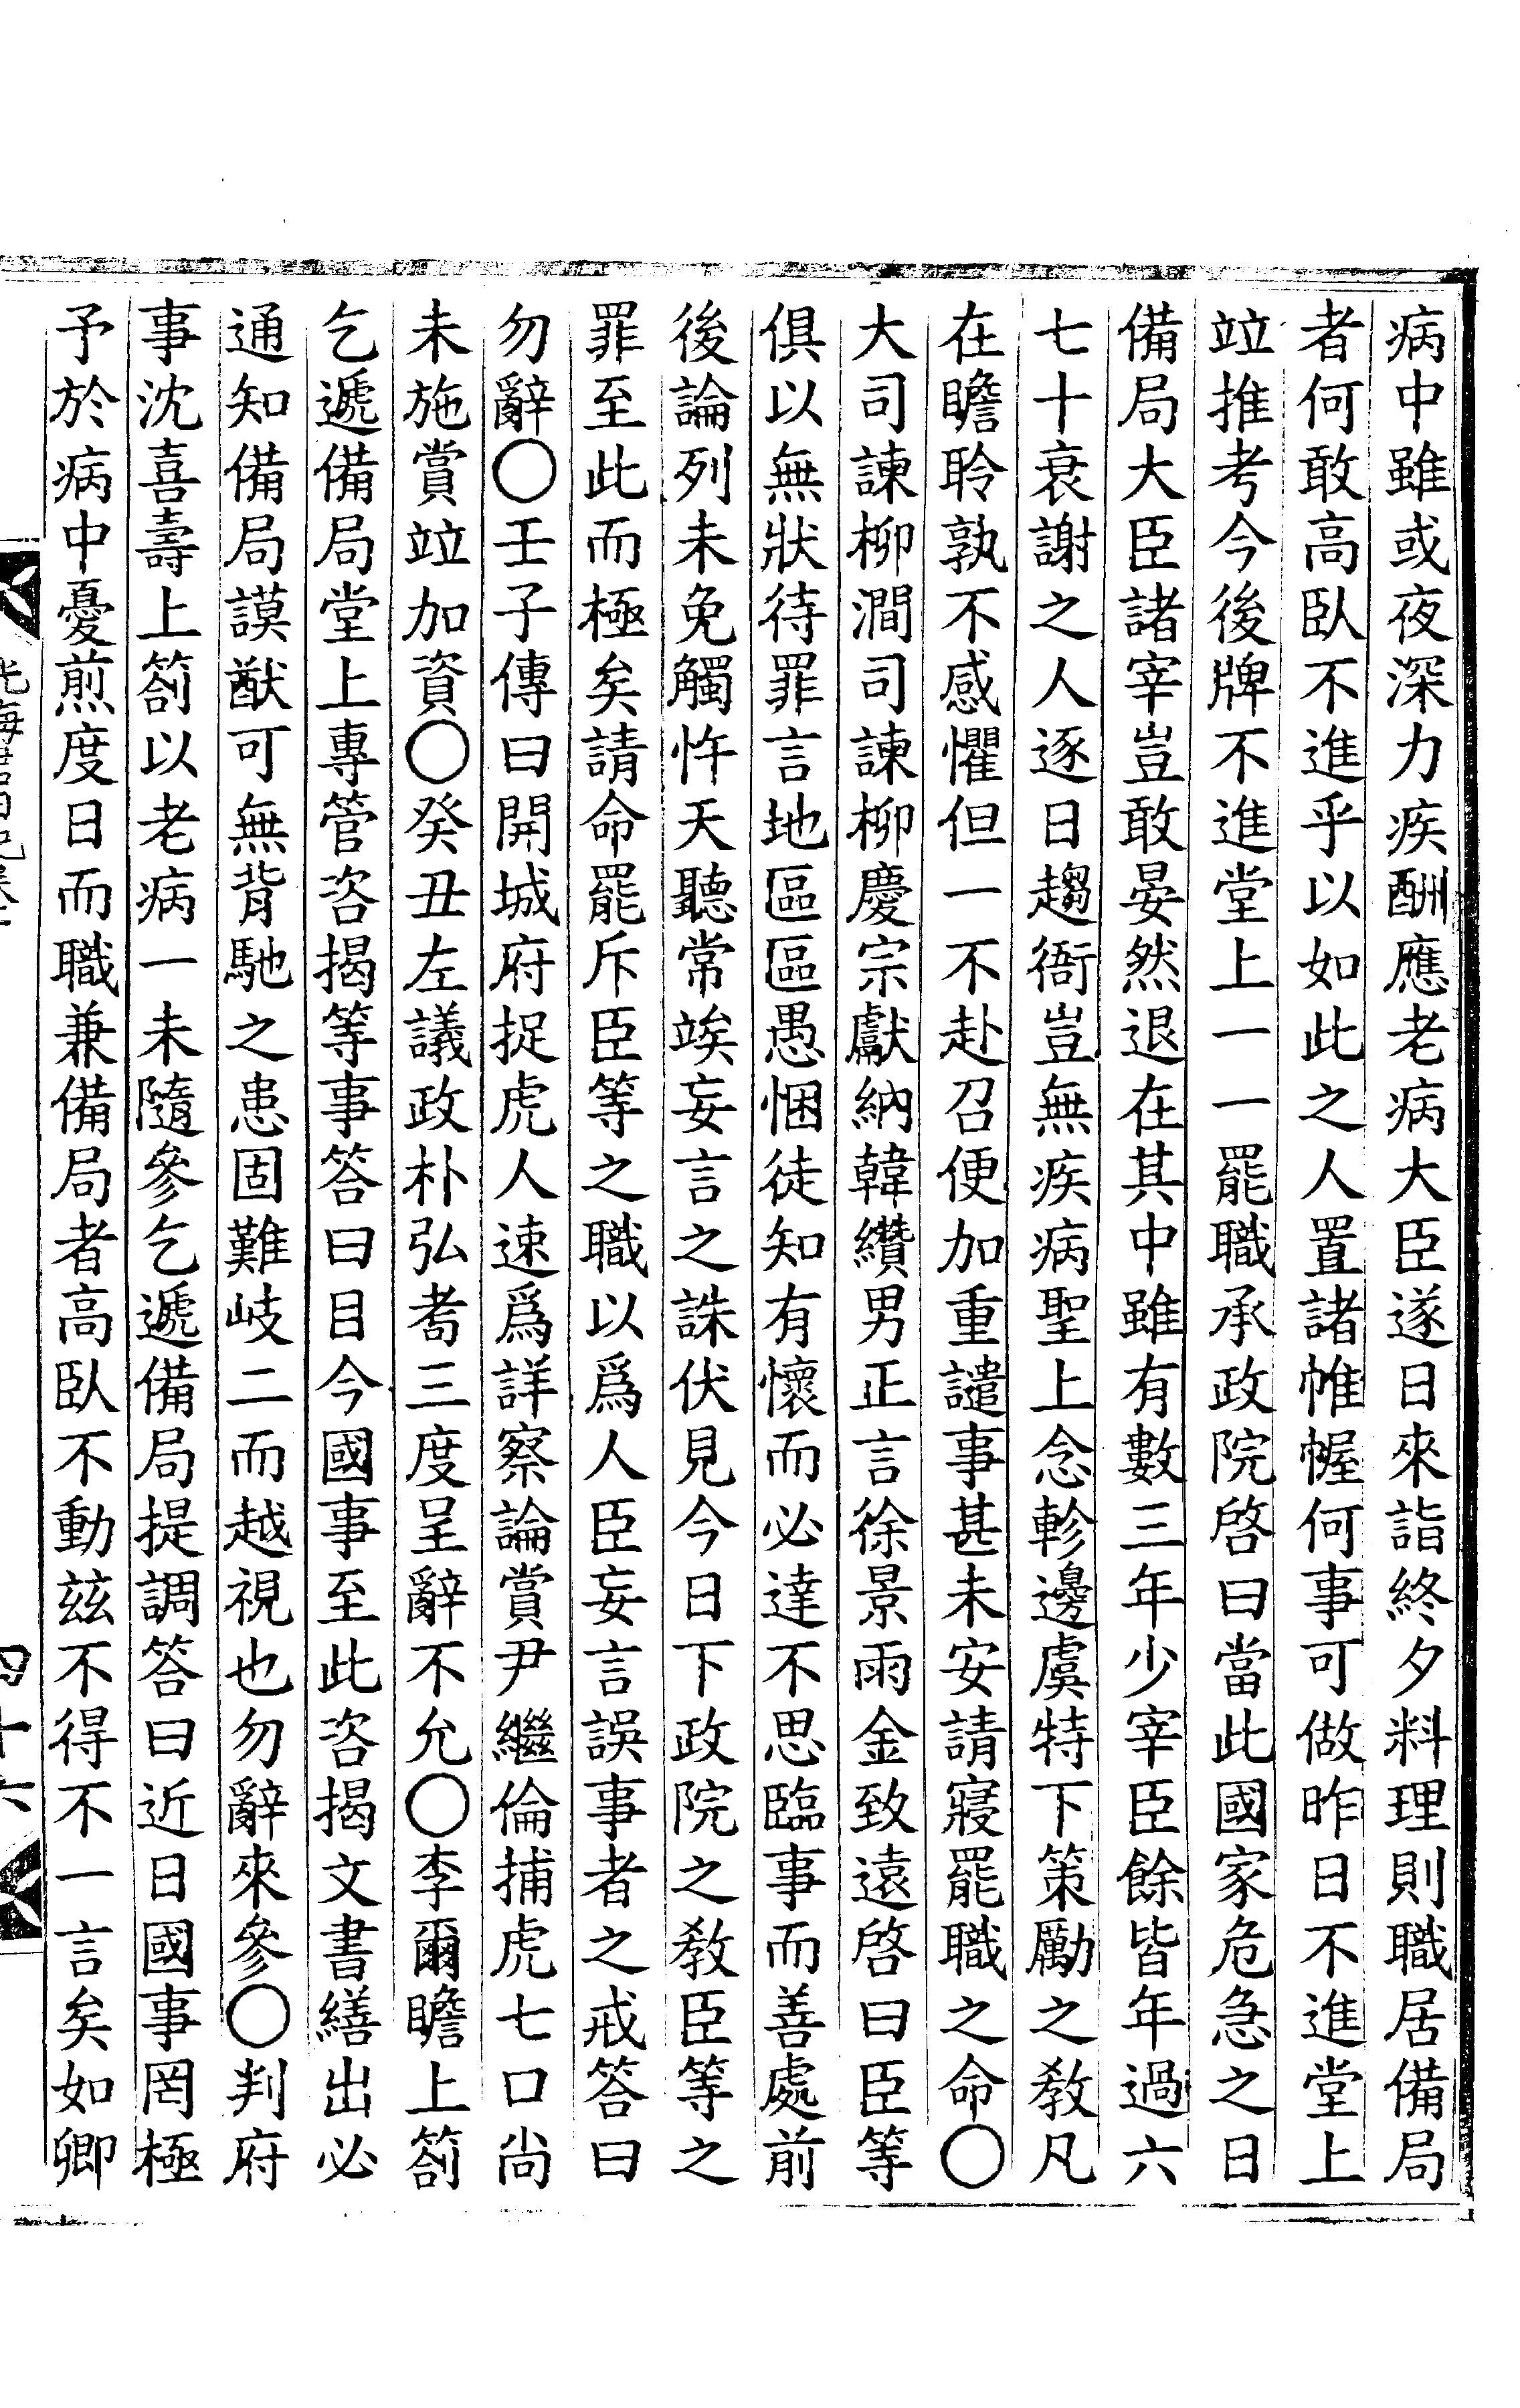 病中雖或夜深力疾酬應老病大臣遂日來詣終夕料理則職居備局
者何敢高臥不進乎以如此之人置諸帷幄何事可做昨日不進堂上
竝推考今後牌不進堂上一一罷職承政院啓曰當此國家危急之日
備局大臣諸宰豈敢晏然退在其中雖有數三年少宰臣餘皆年過六
七十衰謝之人逐日趨衙豈無疾病聖上念軫邊虞特下策勵之敎凡
在瞻聆孰不感懼但一不赴召便加重譴事甚未安請寢罷職之命〇
大司諫柳澗司諫柳慶宗獻納韓纘男正言徐景雨金致遠啓曰臣等
俱以無狀待罪言地區區愚悃徒知有懷而必達不思臨事而善處前
後論列未免觸忤天聽常竢妄言之誅伏見今日下政院之敎臣等之
罪至此而極矣請命罷斥臣等之職以爲人臣妄言誤事者之戒答曰
勿辭〇壬子傳曰開城府捉虎人速爲詳察論賞尹繼倫捕虎七口尙
未施賞竝加資〇癸丑左議政朴弘耇三度呈辭不允〇李爾瞻上箚
乞遞備局堂上專管咨揭等事答曰目今國事至此咨揭文書繕出必
通知備局謨猷可無背馳之患固難岐二而越視也勿辭來參〇判府
事沈喜壽上箚以老病一未隨參乞遞備局提調答曰近日國事罔極
予於病中憂煎度日而職兼備局者高臥不動玆不得不一言矣如卿
四十六